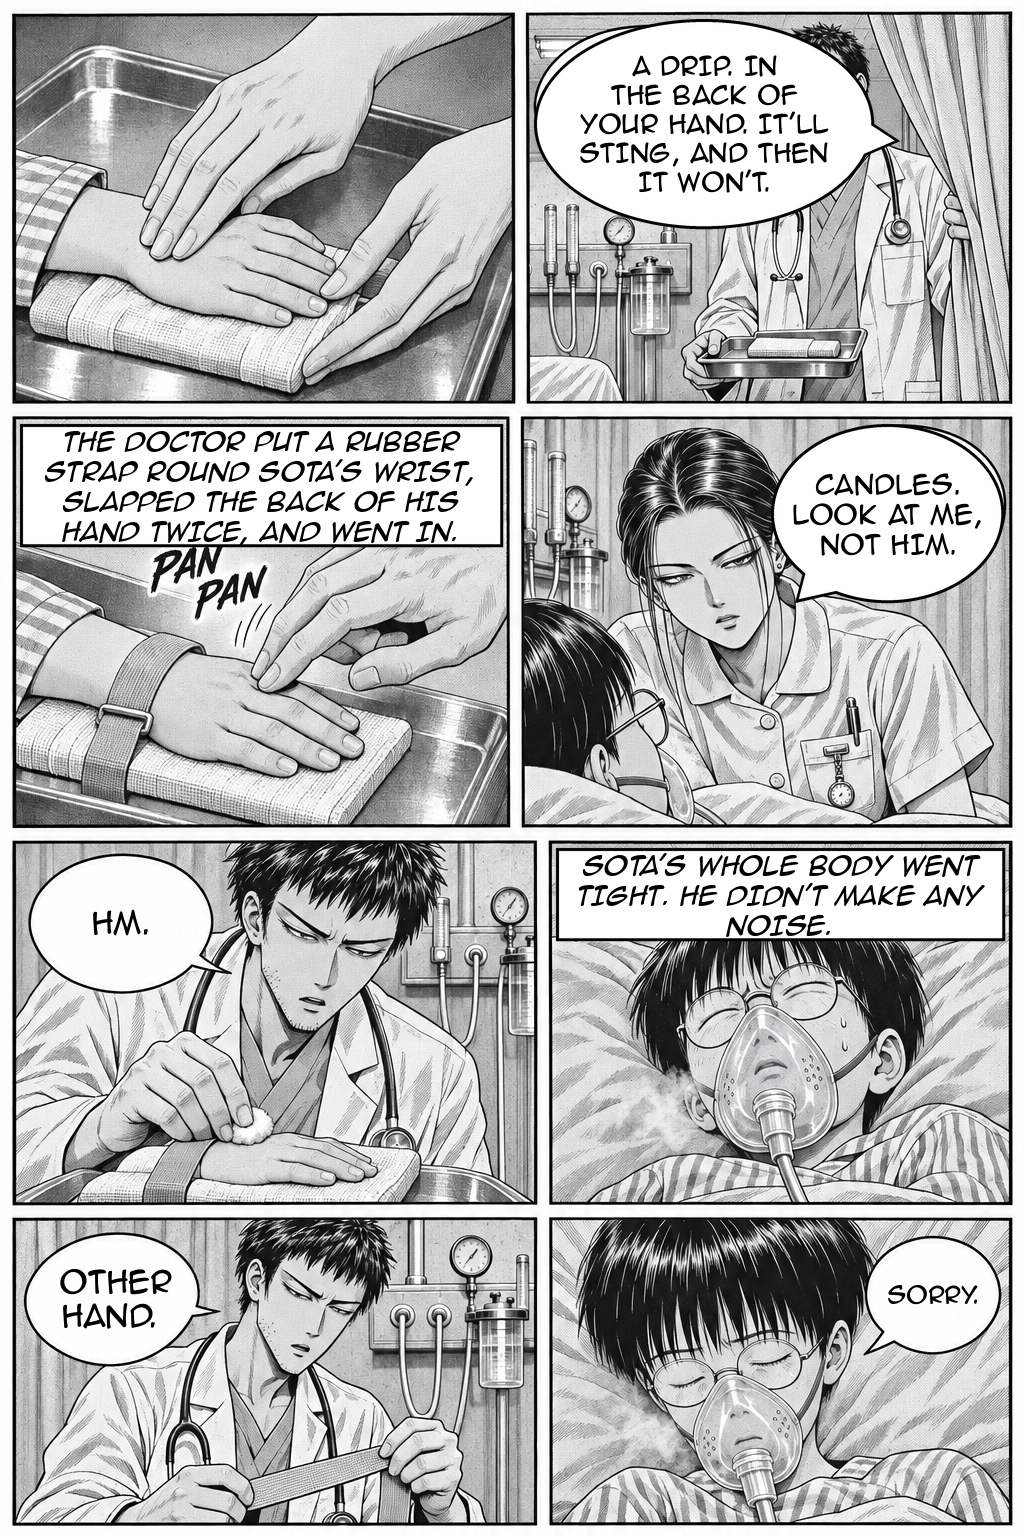 A DRIP. IN
THE BACK OF
YOUR HAND. IT'LL
STING, AND THEN
IT WON'T.
THE DOCTOR PUT A RUBBER
STRAP ROUND SOTA'S WRIST,
SLAPPED THE BACK OF HIS
HAND TWICE, AND WENT IN.
PAN
PAN
CANDLES.
LOOK AT ME,
NOT HIM.
HM.
SOTA'S WHOLE BODY WENT
TIGHT. HE DIDN'T MAKE ANY
NOISE.
OTHER
HAND.
SORRY.